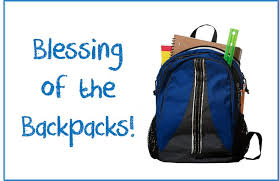 Blessing
of the
Backpacks!